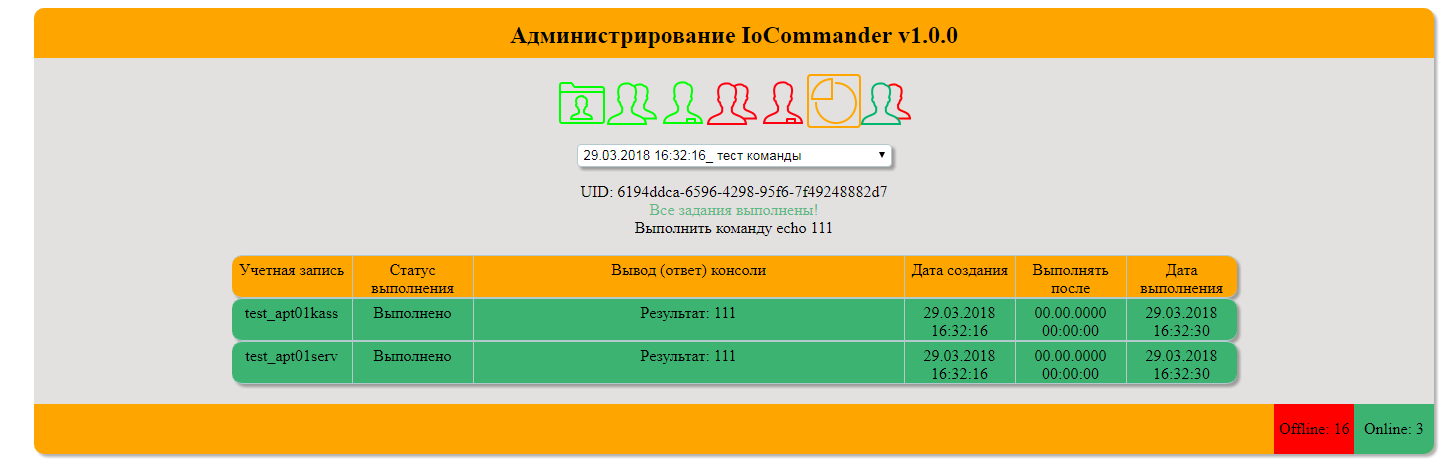 Администрирование IoCommander v1.0.0
29.03.2018 16:32:16_ тест команды
UID: 6194ddca-6596-4298-95f6-7f49248882d7
Все задания выполнены!
Выполнить команду echo 111
Учетная запись Статус выполнения Вывод (ответ) консоли Дата создания Выполнять после Дата выполнения
test_apt01kass Выполнено Результат: 111 29.03.2018 16:32:16 00.00.0000 00:00:00 29.03.2018 16:32:30
test_apt01serv Выполнено Результат: 111 29.03.2018 16:32:16 00.00.0000 00:00:00 29.03.2018 16:32:30
Offline: 16 Online: 3